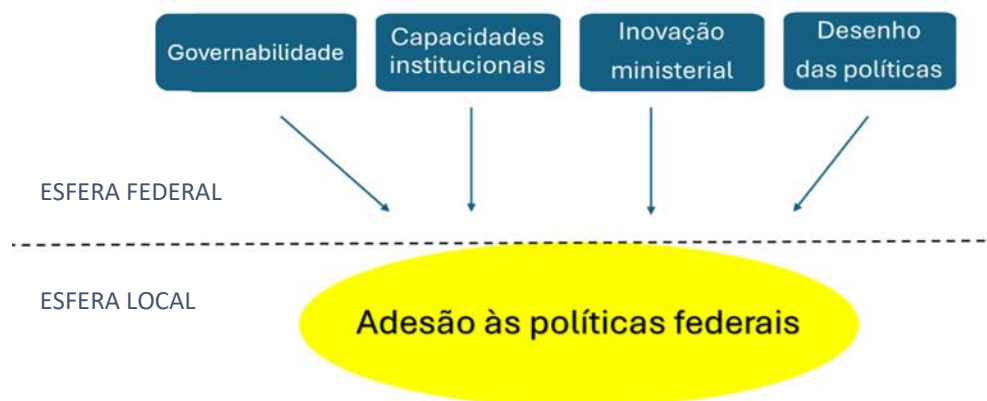 Governabilidade
Capacidades
institucionais
Inovação
ministerial
Desenho
das políticas
ESFERA FEDERAL
ESFERA LOCAL
Adesão às políticas federais